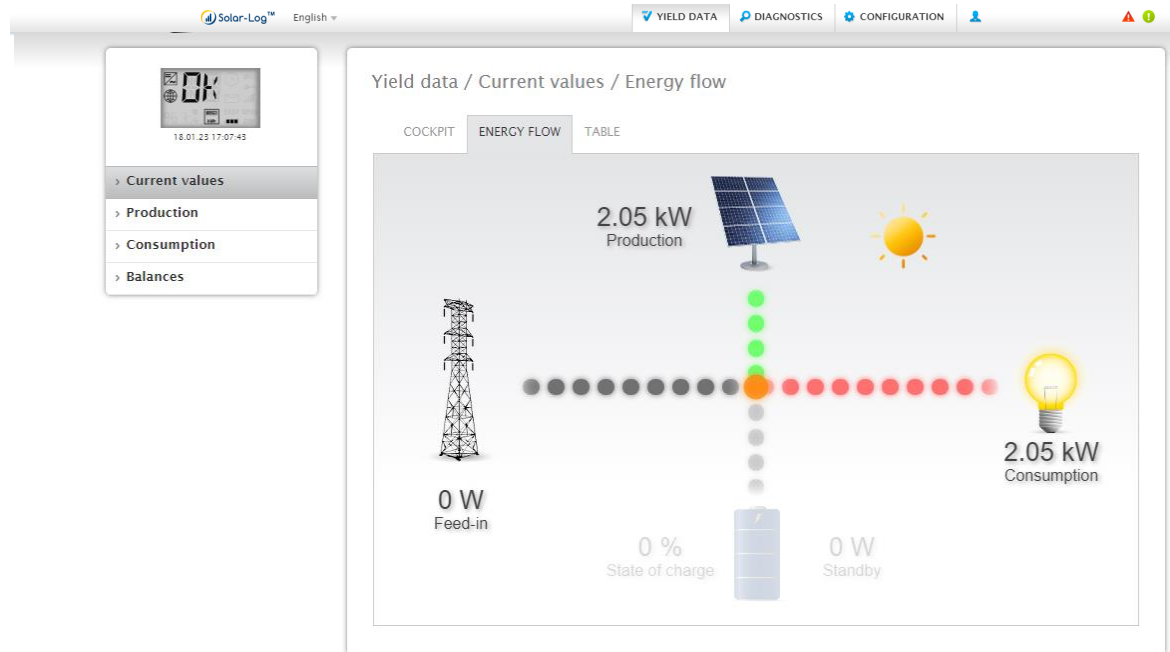 Solar-Log™ English
YIELD DATA DIAGNOSTICS CONFIGURATION
OK
18.01.23 17:07:43
Current values
Production
Consumption
Balances
Yield data / Current values / Energy flow
COCKPIT ENERGY FLOW TABLE
2.05 kW
Production
2.05 kW
Consumption
0 W
Feed-in
0 %
State of charge
0 W
Standby